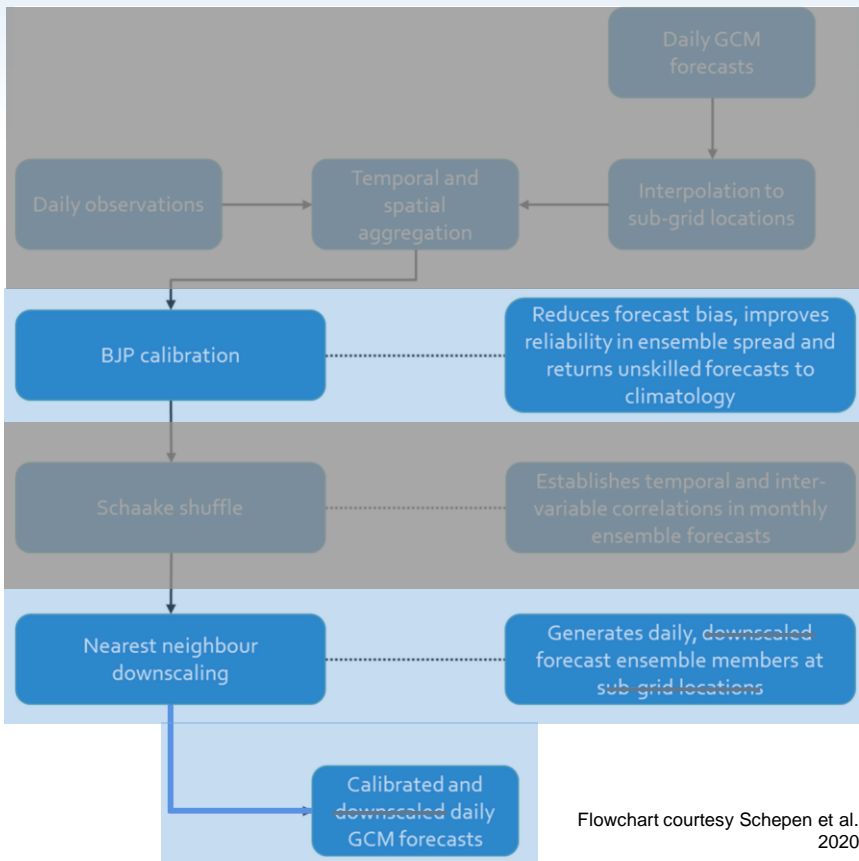 Daily GCM
forecasts
Daily observations
Temporal and
spatial
aggregation
Interpolation to
sub-grid locations
BJP calibration
Reduces forecast bias, improves
reliability in ensemble spread and
returns unskilled forecasts to
climatology
Schaake shuffle
Establishes temporal and inter-
variable correlations in monthly
ensemble forecasts
Nearest neighbour
downscaling
Generates daily, downscaled
forecast ensemble members at
sub-grid locations
Calibrated and
downscaled daily
GCM forecasts
Flowchart courtesy Schepen et al.
2020